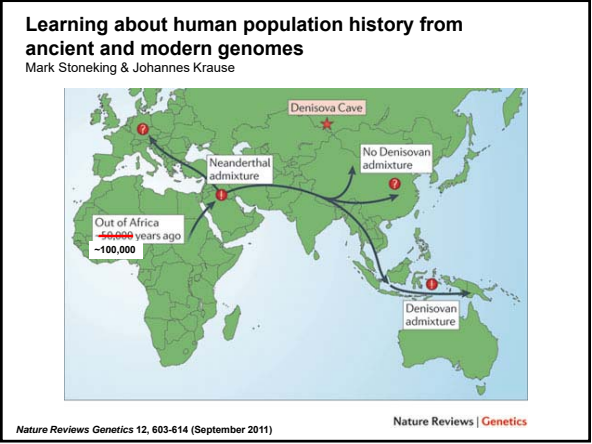 Learning about human population history from
ancient and modern genomes
Mark Stoneking & Johannes Krause
Denisova Cave
?
No Denisovan
admixture
Neanderthal
admixture
?
!
Out of Africa
~50,000 years ago
~100,000
!
Denisovan
admixture
Nature Reviews | Genetics
Nature Reviews Genetics 12, 603-614 (September 2011)